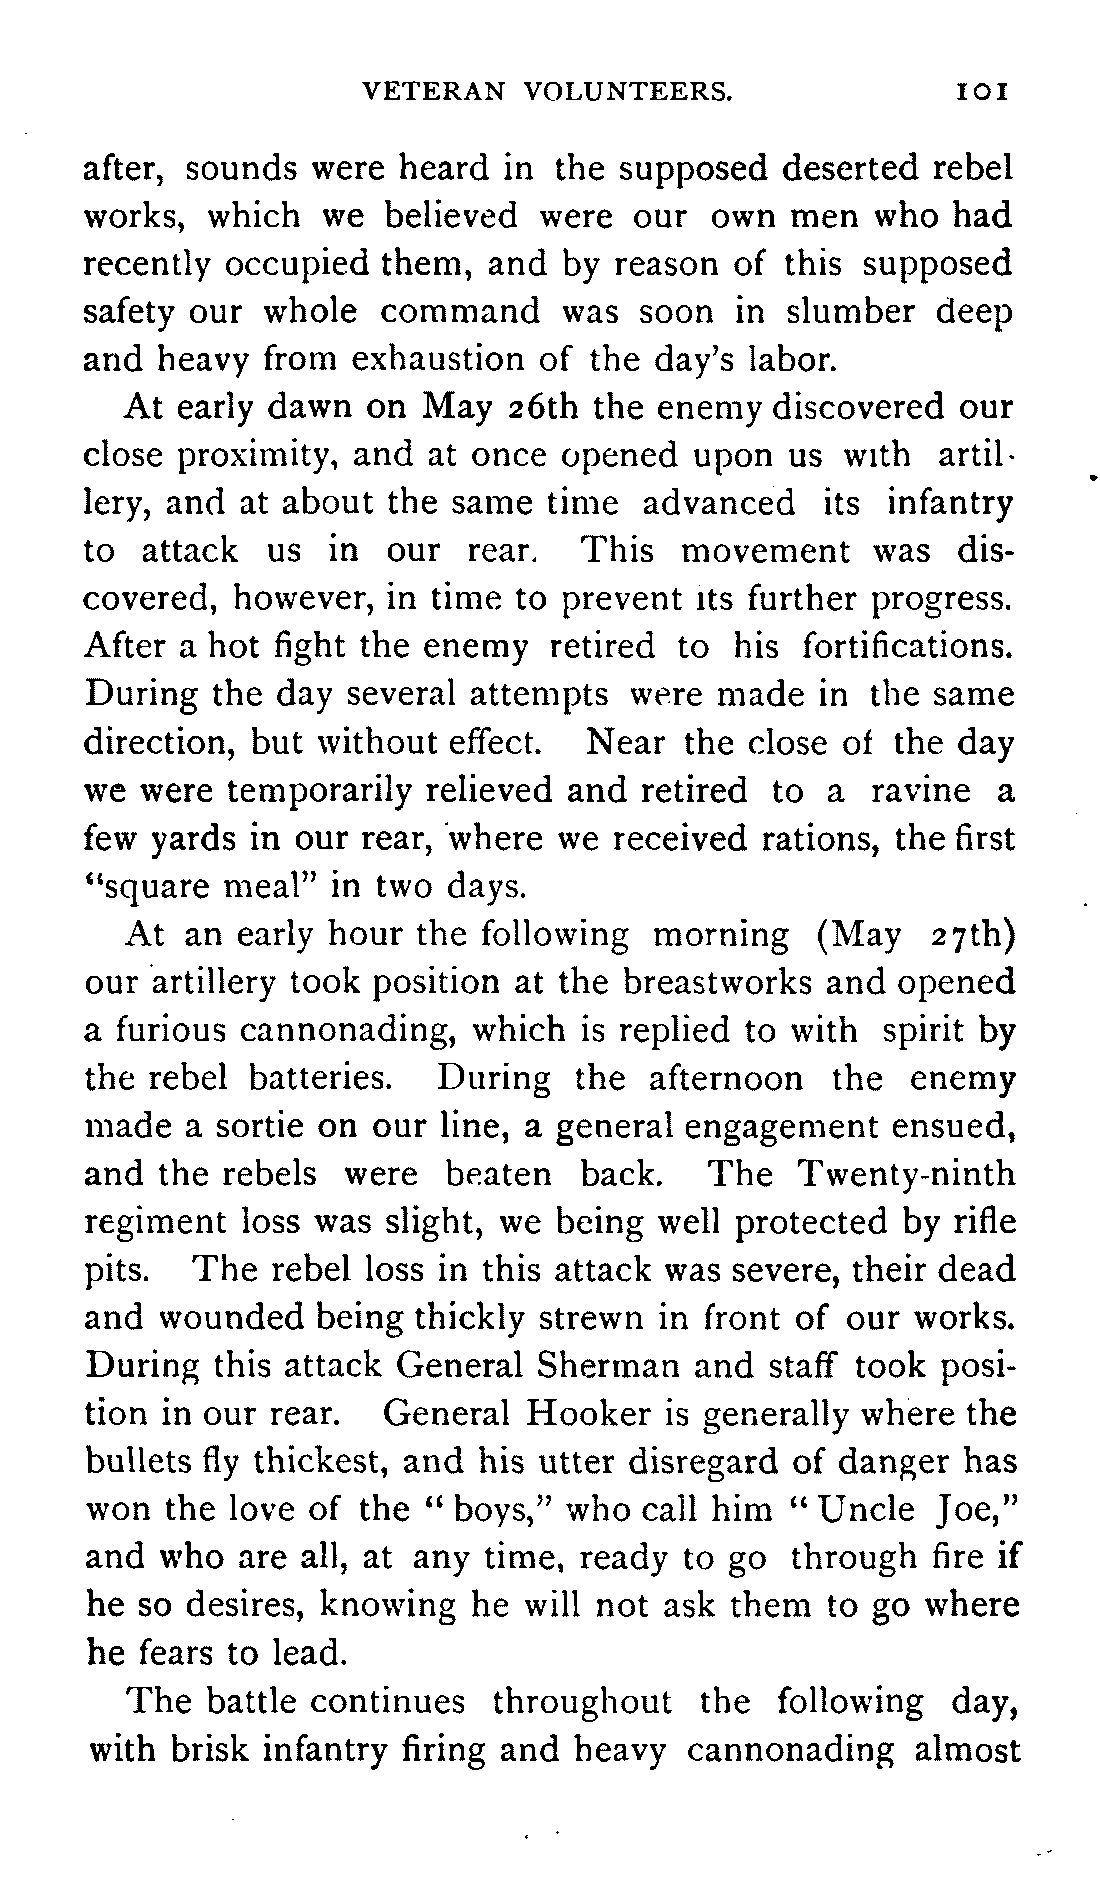 VETERAN VOLUNTEERS. 101
after, sounds were heard in the supposed deserted rebel
works, which we believed were our own men who had
recently occupied them, and by reason of this supposed
safety our whole command was soon in slumber deep
and heavy from exhaustion of the day's labor.
At early dawn on May 26th the enemy discovered our
close proximity, and at once opened upon us with artil-
lery, and at about the same time advanced its infantry
to attack us in our rear. This movement was dis-
covered, however, in time to prevent its further progress.
After a hot fight the enemy retired to his fortifications.
During the day several attempts were made in the same
direction, but without effect. Near the close of the day
we were temporarily relieved and retired to a ravine a
few yards in our rear, where we received rations, the first
"square meal" in two days.
At an early hour the following morning (May 27th)
our artillery took position at the breastworks and opened
a furious cannonading, which is replied to with spirit by
the rebel batteries. During the afternoon the enemy
made a sortie on our line, a general engagement ensued,
and the rebels were beaten back. The Twenty-ninth
regiment loss was slight, we being well protected by rifle
pits. The rebel loss in this attack was severe, their dead
and wounded being thickly strewn in front of our works.
During this attack General Sherman and staff took posi-
tion in our rear. General Hooker is generally where the
bullets fly thickest, and his utter disregard of danger has
won the love of the "boys," who call him "Uncle Joe,"
and who are all, at any time, ready to go through fire if
he so desires, knowing he will not ask them to go where
he fears to lead.
The battle continues throughout the following day,
with brisk infantry firing and heavy cannonading almost